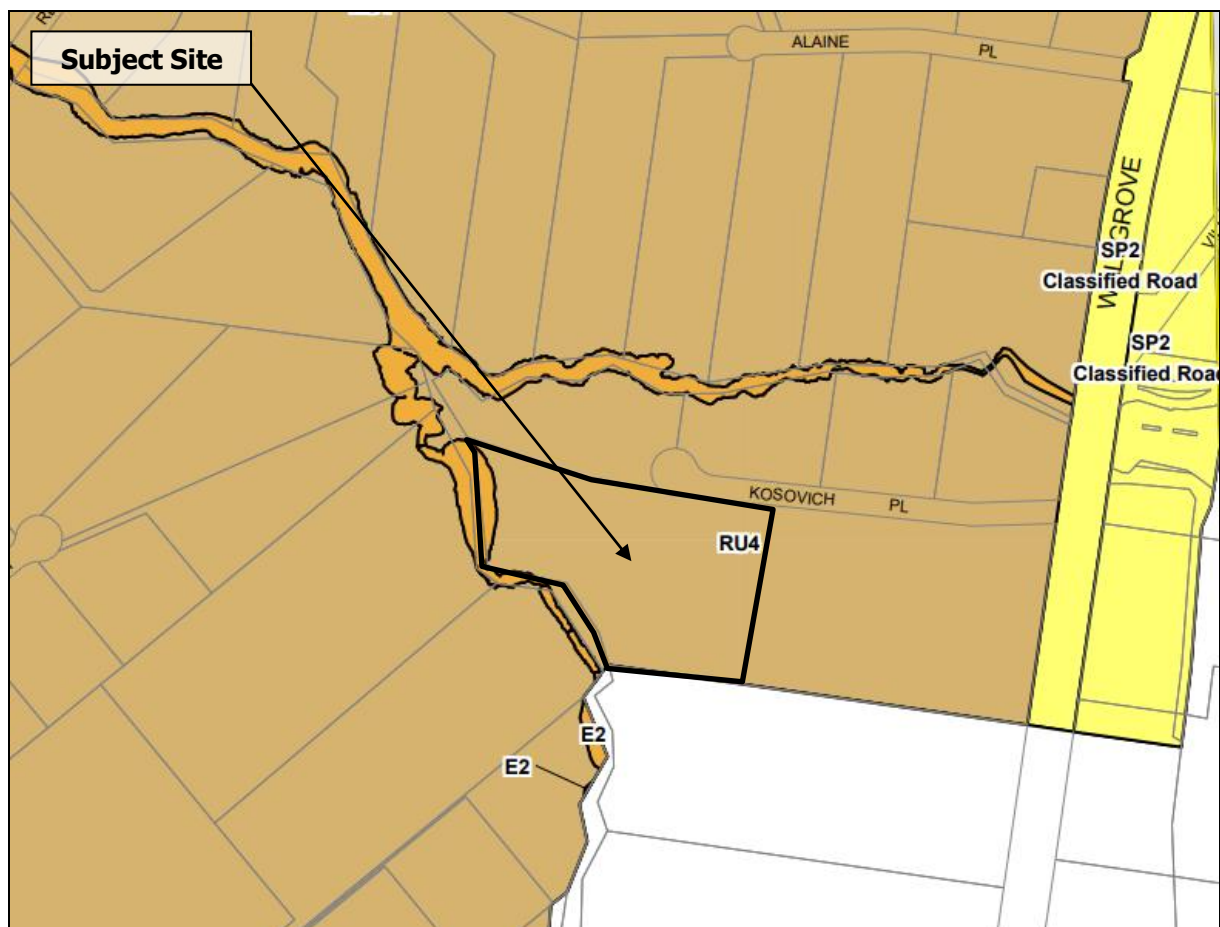 Subject Site
ALAINE PL
SP2
Classified Road
SP2
Classified Road
KOSOVICH PL
RU4
E2
E2